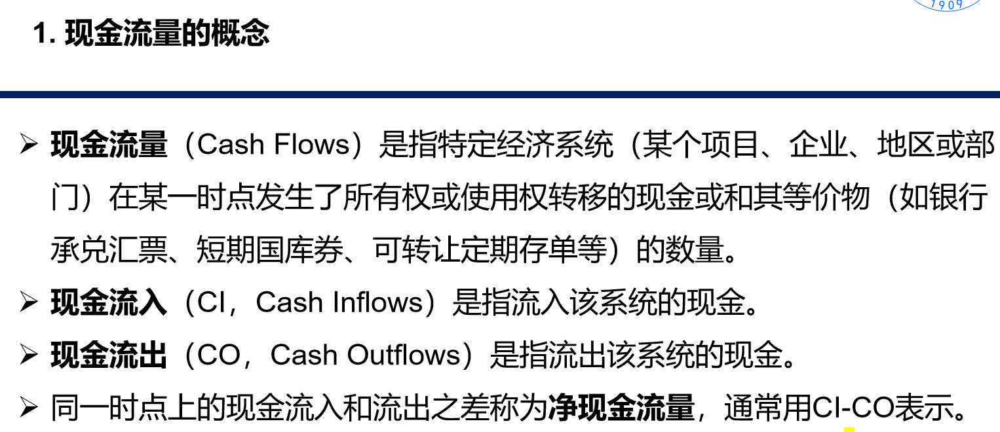 1909
1. 现金流量的概念
➢ 现金流量（Cash Flows）是指特定经济系统（某个项目、企业、地区或部
门）在某一时点发生了所有权或使用权转移的现金或和其等价物（如银行
承兑汇票、短期国库券、可转让定期存单等）的数量。
➢ 现金流入（CI，Cash Inflows）是指流入该系统的现金。
➢ 现金流出（CO，Cash Outflows）是指流出该系统的现金。
➢ 同一时点上的现金流入和流出之差称为净现金流量，通常用CI-CO表示。